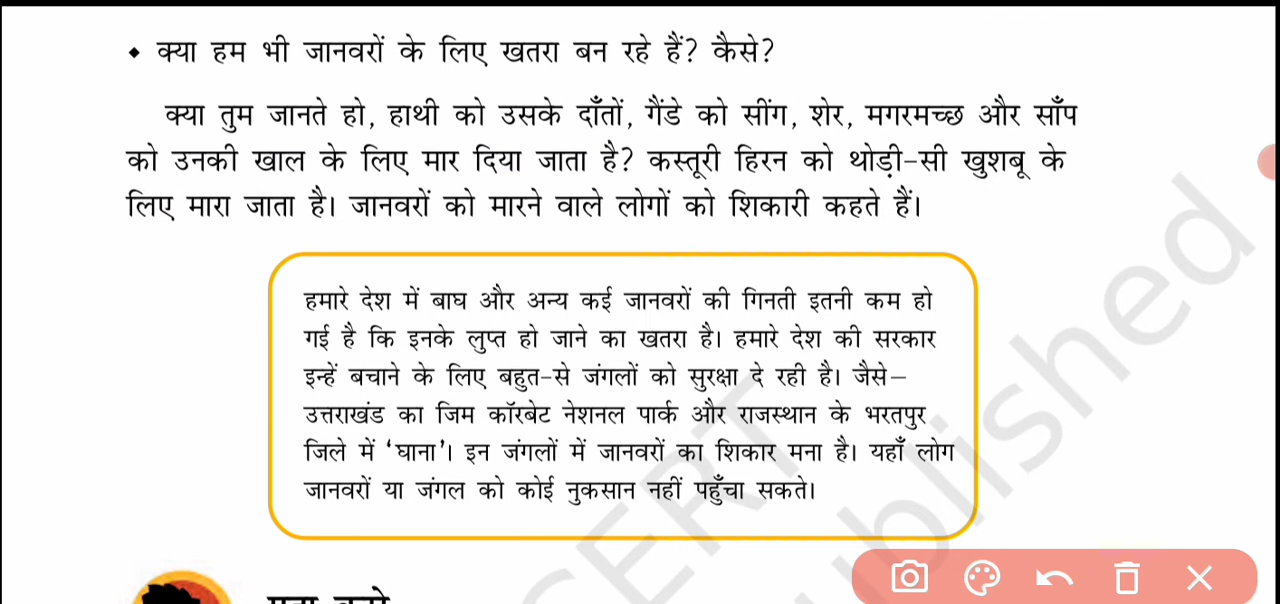 ◆ क्या हम भी जानवरों के लिए खतरा बन रहे हैं? कैसे?
क्या तुम जानते हो, हाथी को उसके दाँतों, गैंडे को सींग, शेर, मगरमच्छ और साँप
को उनकी खाल के लिए मार दिया जाता है? कस्तूरी हिरन को थोड़ी-सी खुशबू के
लिए मारा जाता है। जानवरों को मारने वाले लोगों को शिकारी कहते हैं।
हमारे देश में बाघ और अन्य कई जानवरों की गिनती इतनी कम हो
गई है कि इनके लुप्त हो जाने का खतरा है। हमारे देश की सरकार
इन्हें बचाने के लिए बहुत-से जंगलों को सुरक्षा दे रही है। जैसे–
उत्तराखंड का जिम कॉरबेट नेशनल पार्क और राजस्थान के भरतपुर
जिले में ‘घाना’। इन जंगलों में जानवरों का शिकार मना है। यहाँ लोग
जानवरों या जंगल को कोई नुकसान नहीं पहुँचा सकते।